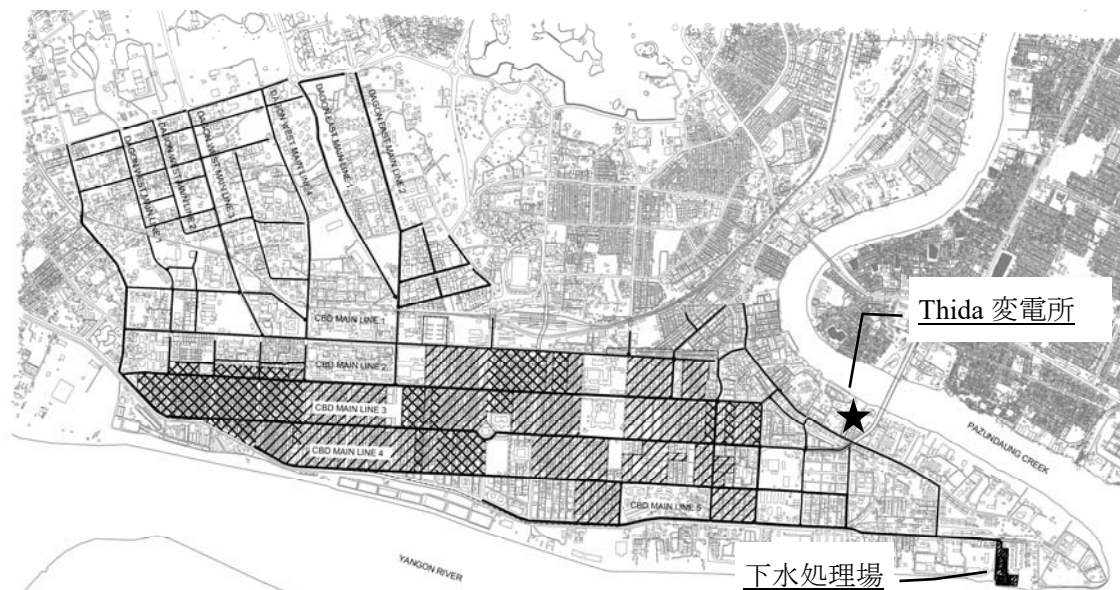 DAGON WEST MAIN LINE 4
DAGON EAST MAIN LINE 1
DAGON EAST MAIN LINE 2
DAGON WEST MAIN LINE 3
DAGON WEST MAIN LINE 2
DAGON WEST MAIN LINE
CBD MAIN LINE 1
CBD MAIN LINE 2
CBD MAIN LINE 3
CBD MAIN LINE 4
CBD MAIN LINE 5
Thida 変電所
PAZUNDAUNG CREEK
YANGON RIVER
下水処理場